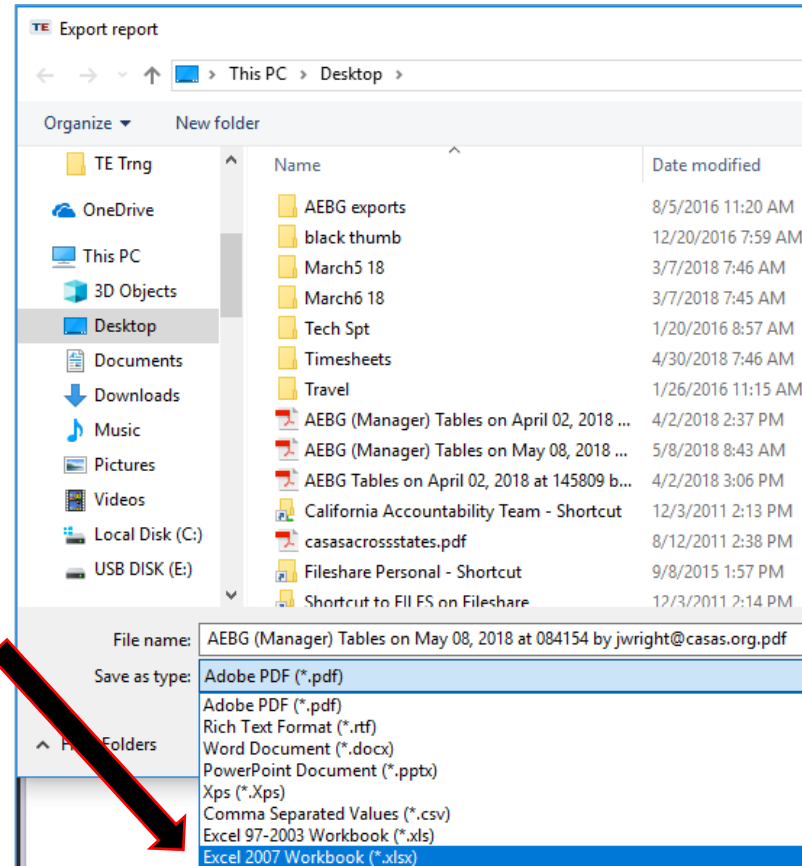 TE Export report
This PC > Desktop >
Organize New folder
Name Date modified
TE Trng
OneDrive
This PC
3D Objects
Desktop
Documents
Downloads
Music
Pictures
Videos
Local Disk (C:)
USB DISK (E:)
AEBG exports 8/5/2016 11:20 AM
black thumb 12/20/2016 7:59 AM
March5 18 3/7/2018 7:46 AM
March6 18 3/7/2018 7:45 AM
Tech Spt 1/20/2016 8:57 AM
Timesheets 4/30/2018 7:46 AM
Travel 1/26/2016 11:15 AM
AEBG (Manager) Tables on April 02, 2018 ... 4/2/2018 2:37 PM
AEBG (Manager) Tables on May 08, 2018 ... 5/8/2018 8:43 AM
AEBG Tables on April 02, 2018 at 145809 b... 4/2/2018 3:06 PM
California Accountability Team - Shortcut 12/3/2011 2:13 PM
casasacrossstates.pdf 8/12/2011 2:38 PM
Fileshare Personal - Shortcut 9/8/2015 1:57 PM
Shortcut to FILES on Fileshare 12/3/2011 2:14 PM
File name: AEBG (Manager) Tables on May 08, 2018 at 084154 by jwright@casas.org.pdf
Save as type: Adobe PDF (*.pdf)
Adobe PDF (*.pdf)
Rich Text Format (*.rtf)
Word Document (*.docx)
PowerPoint Document (*.pptx)
Xps (*.Xps)
Comma Separated Values (*.csv)
Excel 97-2003 Workbook (*.xls)
Excel 2007 Workbook (*.xlsx)
Folders